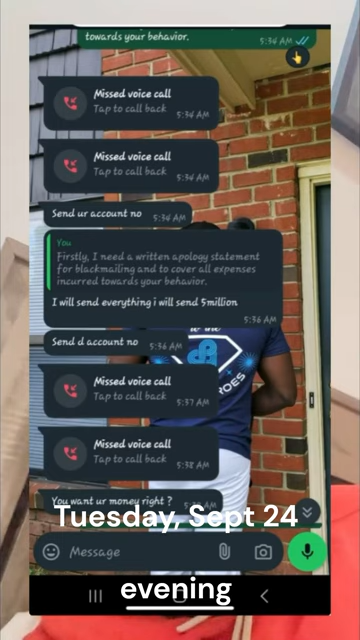 towards your behavior.
5:34 AM
Missed voice call
Tap to call back
5:34 AM
Missed voice call
Tap to call back
5:34 AM
Send ur account no 5:35 AM
You
Firstly, I need a written apology statement
for blackmailing and to cover all expenses
incurred towards your behavior.
I will send everything i will send 5million
5:36 AM
Send d account no 5:36 AM
Missed voice call
Tap to call back
5:37 AM
Missed voice call
Tap to call back
5:38 AM
You want ur money right ?
Tuesday, Sept 24
Message
evening